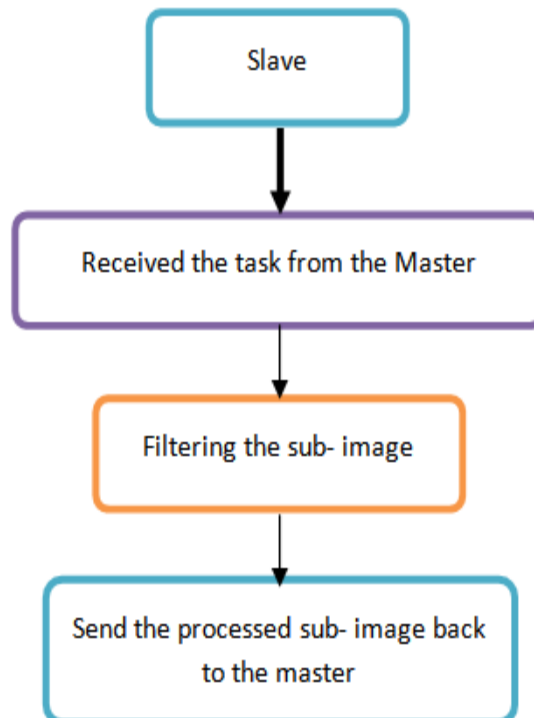 Slave
Received the task from the Master
Filtering the sub- image
Send the processed sub- image back
to the master